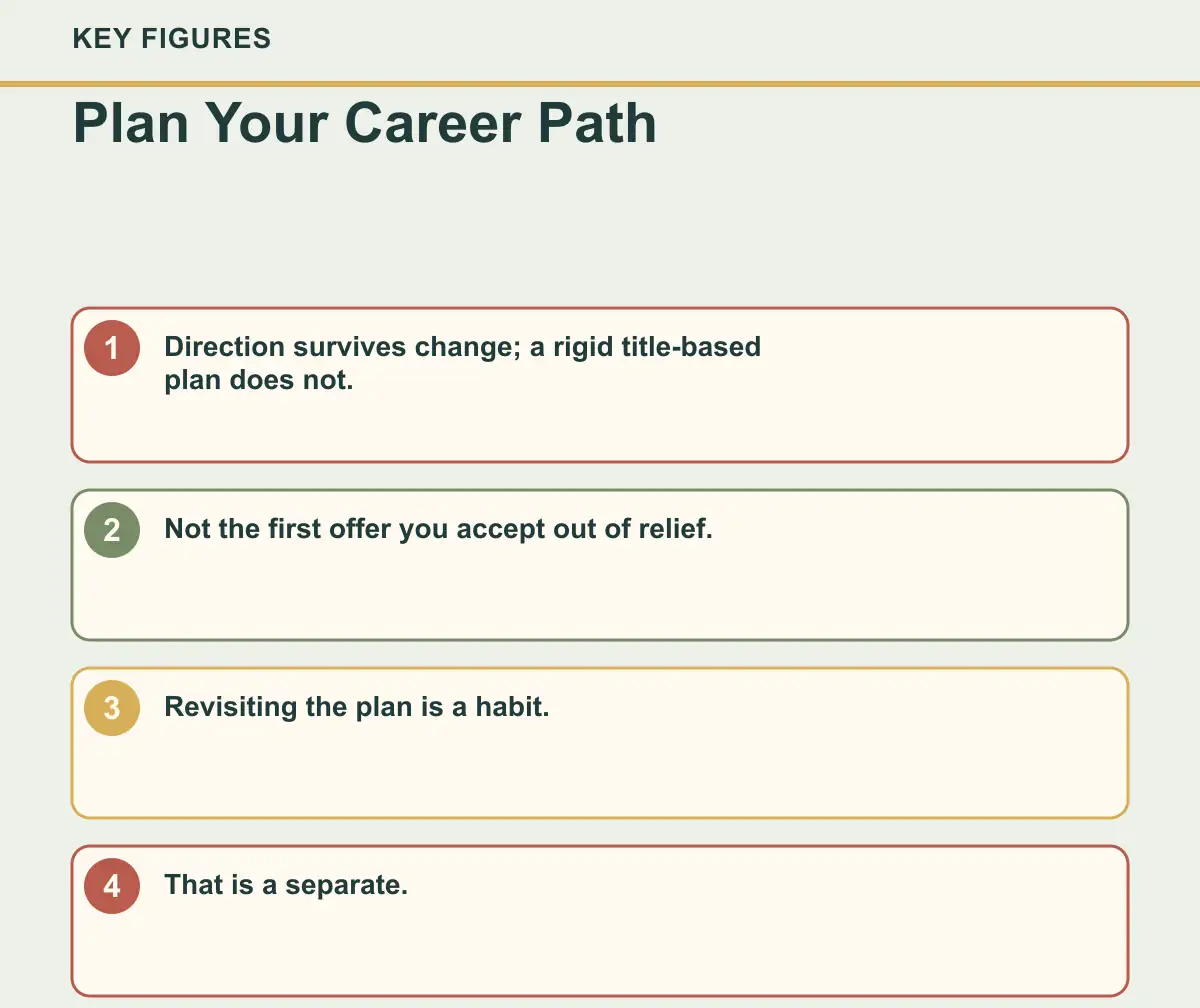 KEY FIGURES
Plan Your Career Path
1
Direction survives change; a rigid title-based
plan does not.
2
Not the first offer you accept out of relief.
3
Revisiting the plan is a habit.
4
That is a separate.